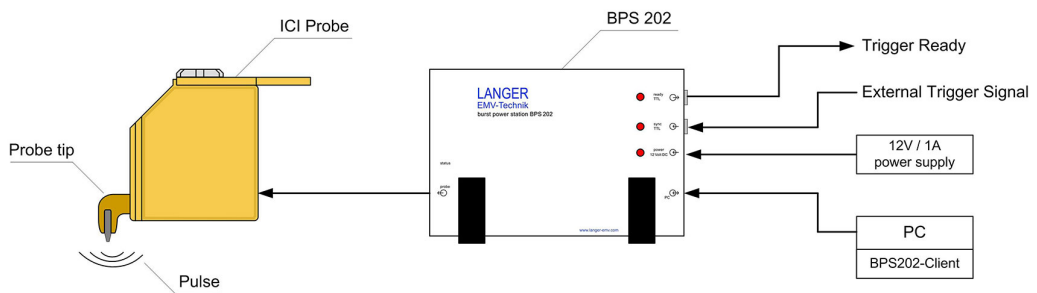 BPS 202
ICI Probe
Trigger Ready
LANGER
EMV-Technik
burst power station BPS 202
ready
TTL
External Trigger Signal
sync
TTL
12V / 1A
power supply
power
12 Volt/DC
Probe tip
status
probe
PC
PC
BPS202-Client
www.langer-emv.com
Pulse